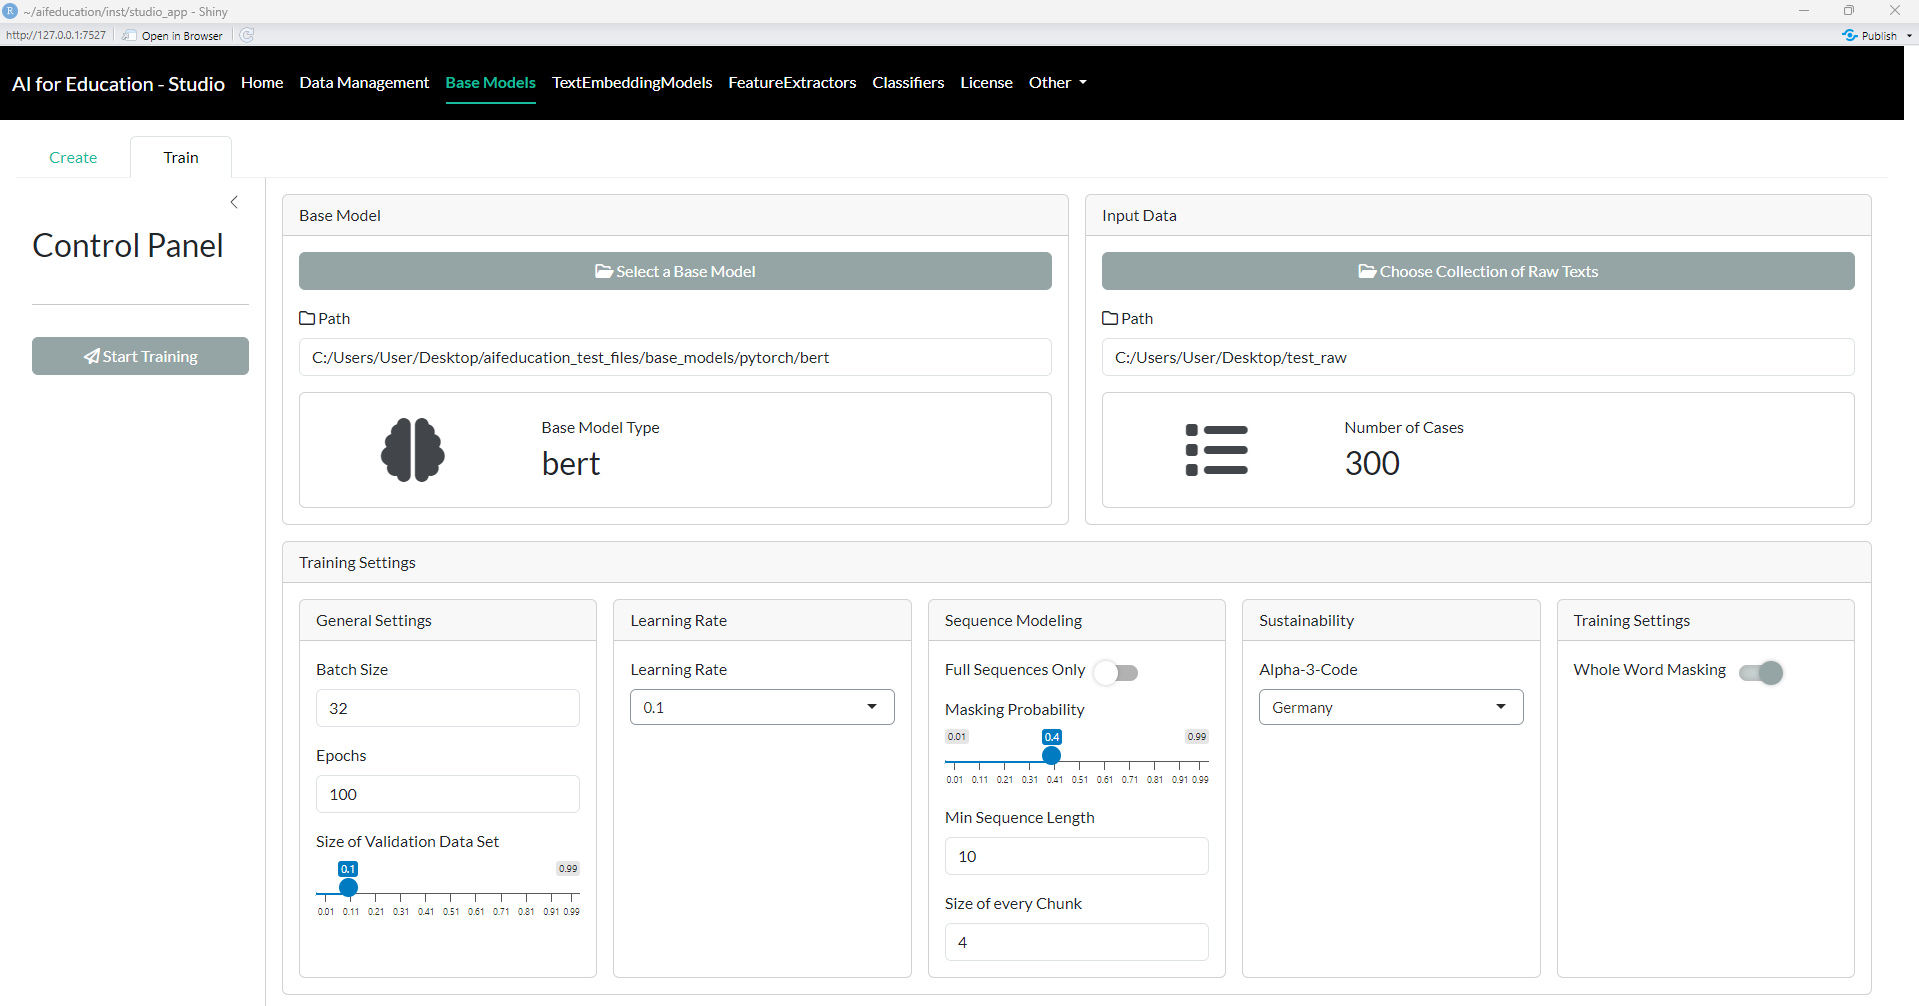 R ~/aifeducation/inst/studio_app - Shiny
http://127.0.0.1:7527 Open in Browser Publish
AI for Education - Studio Home Data Management Base Models TextEmbeddingModels FeatureExtractors Classifiers License Other
Create Train
Control Panel
Start Training
Base Model
Select a Base Model
Path
C:/Users/User/Desktop/aifeducation_test_files/base_models/pytorch/bert
Base Model Type
bert
Input Data
Choose Collection of Raw Texts
Path
C:/Users/User/Desktop/test_raw
Number of Cases
300
Training Settings
General Settings
Batch Size
32
Epochs
100
Size of Validation Data Set
0.1 0.99
0.01 0.11 0.21 0.31 0.41 0.51 0.61 0.71 0.81 0.91 0.99
Learning Rate
Learning Rate
0.1
Sequence Modeling
Full Sequences Only
Masking Probability
0.01 0.4 0.99
0.01 0.11 0.21 0.31 0.41 0.51 0.61 0.71 0.81 0.91 0.99
Min Sequence Length
10
Size of every Chunk
4
Sustainability
Alpha-3-Code
Germany
Training Settings
Whole Word Masking